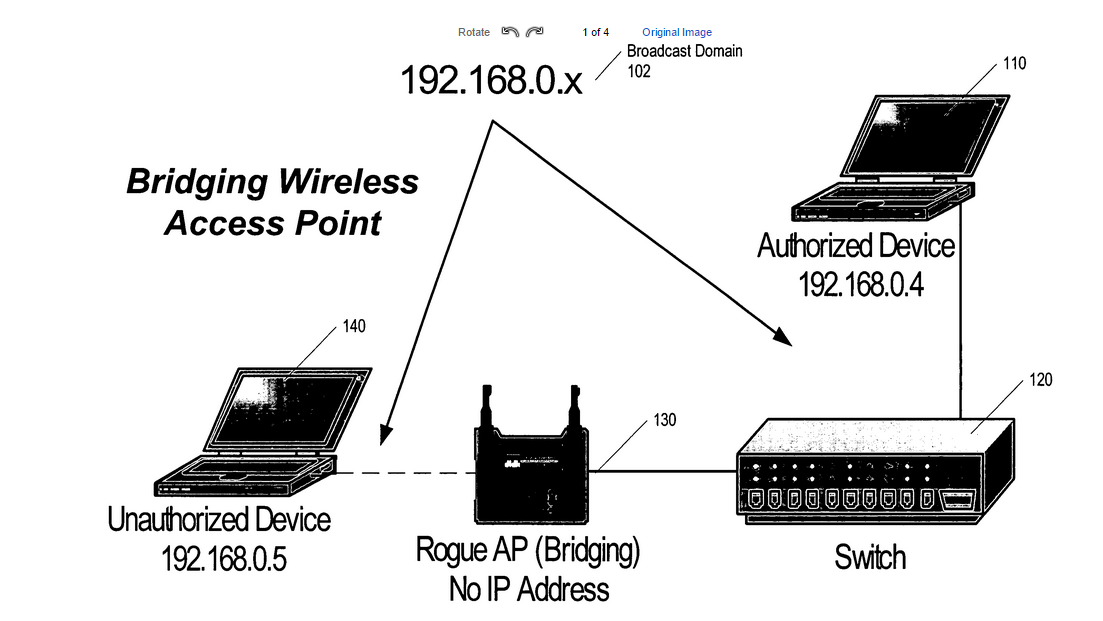 Rotate 1 of 4 Original Image
Broadcast Domain
102
192.168.0.x
110
Bridging Wireless
Access Point
Authorized Device
192.168.0.4
140
120
130
Unauthorized Device
192.168.0.5
Rogue AP (Bridging)
No IP Address
Switch